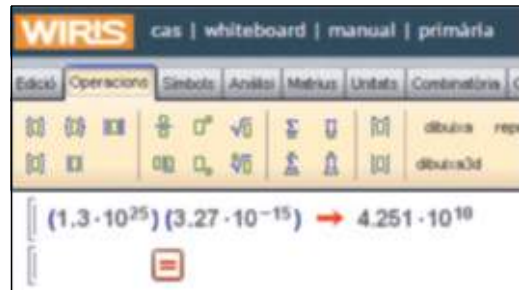 WIRIS cas | whiteboard | manual | primària
Edició Operacions Símbols Anàlisi Matrius Unitats Combinatòria
dibuixa
dibuixa3d
(1.3·10²⁵)(3.27·10⁻¹⁵) → 4.251·10¹⁰
=